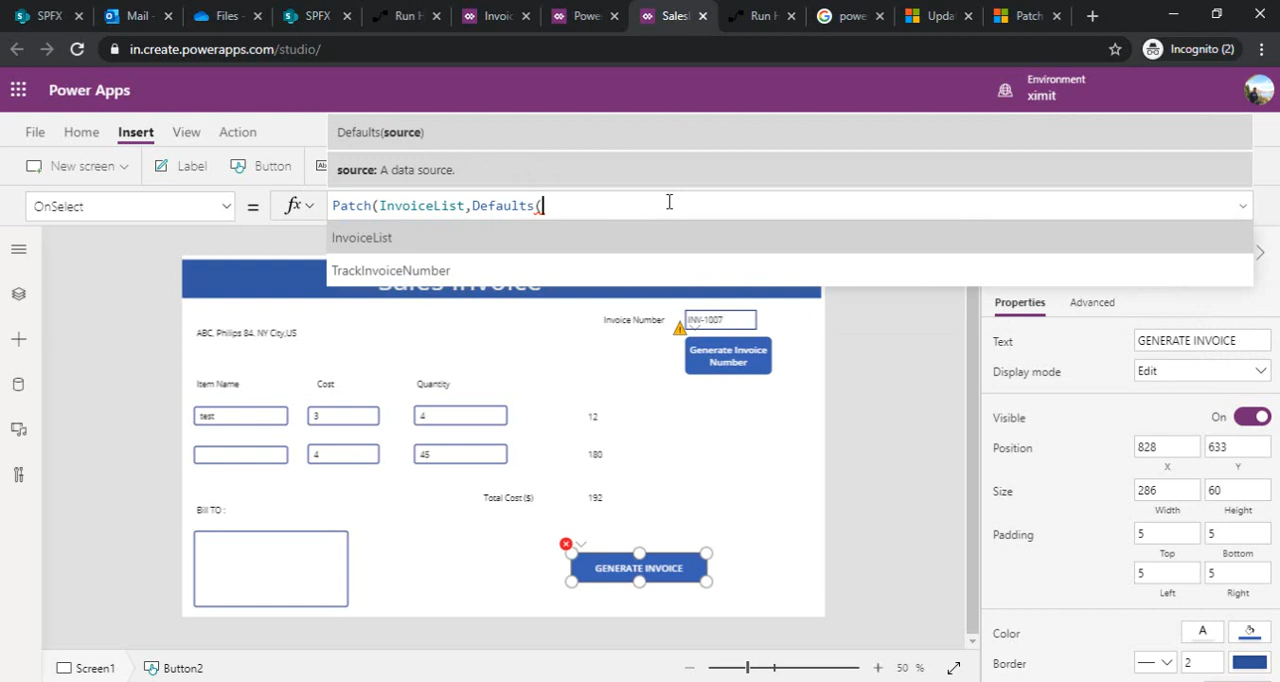 SPFX
Mail -
Files -
SPFX
Run H
Invoic
Power
Sales
Run H
power
Upda
Patch
in.create.powerapps.com/studio/
Incognito (2)
Power Apps
Environment
ximit
File
Home
Insert
View
Action
Defaults(source)
New screen
Label
Button
source: A data source.
OnSelect
=
fx
Patch(InvoiceList,Defaults(
InvoiceList
TrackInvoiceNumber
Sales Invoice
ABC, Philips 84, NY City,US
Invoice Number
INV-1007
Generate Invoice
Number
Item Name
Cost
Quantity
test
3
4
12
4
45
180
Total Cost ($)
192
Bill TO :
GENERATE INVOICE
Properties
Advanced
Text
GENERATE INVOICE
Display mode
Edit
Visible
On
Position
828
633
X
Y
Size
286
60
Width
Height
Padding
5
5
Top
Bottom
5
5
Left
Right
Color
A
Border
2
Screen1
Button2
50 %